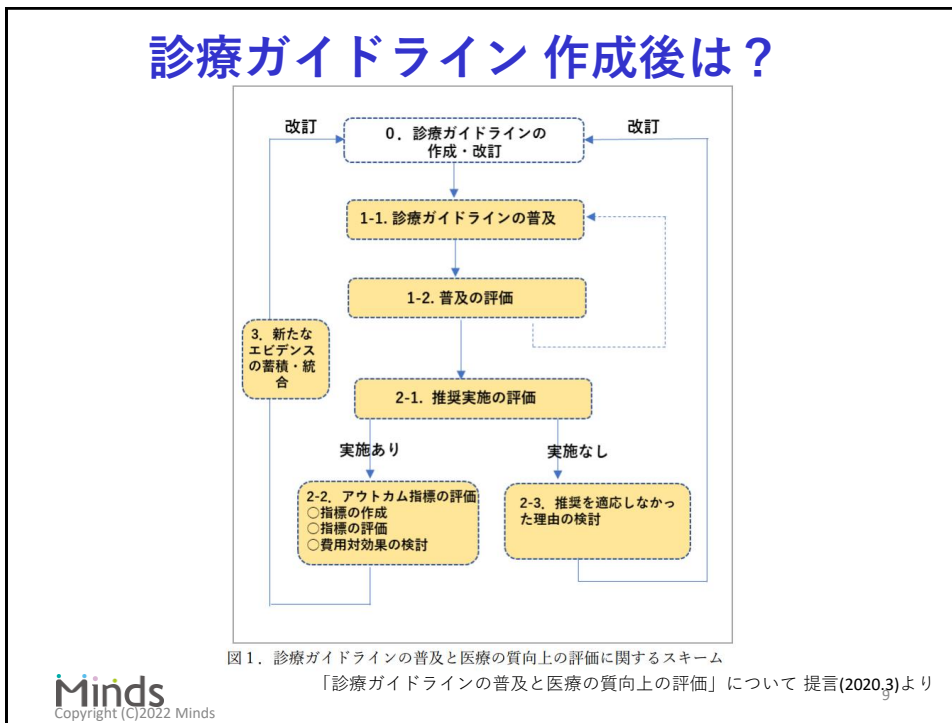 診療ガイドライン 作成後は？
改訂
改訂
0．診療ガイドラインの
作成・改訂
1-1. 診療ガイドラインの普及
1-2. 普及の評価
3．新たな
エビデンス
の蓄積・統
合
2-1．推奨実施の評価
実施あり
実施なし
2-2．アウトカム指標の評価
○指標の作成
○指標の評価
○費用対効果の検討
2-3．推奨を適応しなかっ
た理由の検討
図１．診療ガイドラインの普及と医療の質向上の評価に関するスキーム
「診療ガイドラインの普及と医療の質向上の評価」について 提言(2020.3)より
Minds
Copyright (C)2022 Minds
9